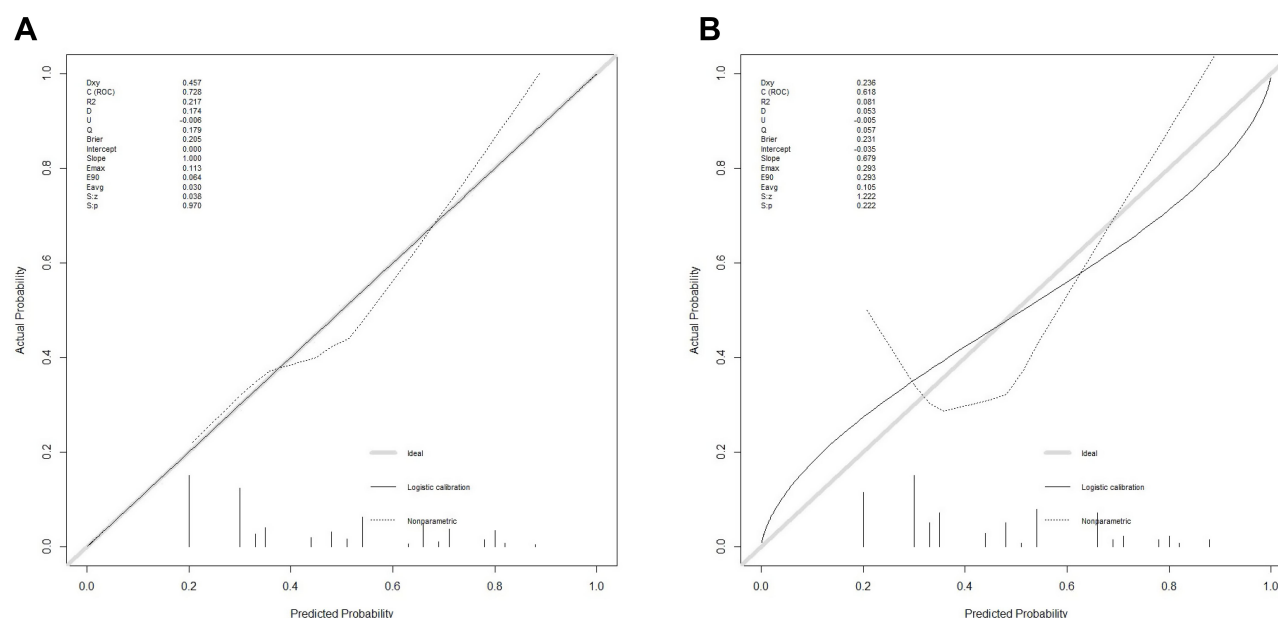 A
Dxy 0.457
C (ROC) 0.728
R2 0.217
D 0.174
U -0.006
Q 0.179
Brier 0.205
Intercept 0.000
Slope 1.000
Emax 0.113
E90 0.064
Eavg 0.030
S:z 0.038
S:p 0.970
Actual Probability
0.0 0.2 0.4 0.6 0.8 1.0
Ideal
Logistic calibration
Nonparametric
0.0 0.2 0.4 0.6 0.8 1.0
Predicted Probability
B
Dxy 0.236
C (ROC) 0.618
R2 0.081
D 0.053
U -0.005
Q 0.057
Brier 0.231
Intercept -0.035
Slope 0.679
Emax 0.293
E90 0.293
Eavg 0.105
S:z 1.222
S:p 0.222
Actual Probability
0.0 0.2 0.4 0.6 0.8 1.0
Ideal
Logistic calibration
Nonparametric
0.0 0.2 0.4 0.6 0.8 1.0
Predicted Probability